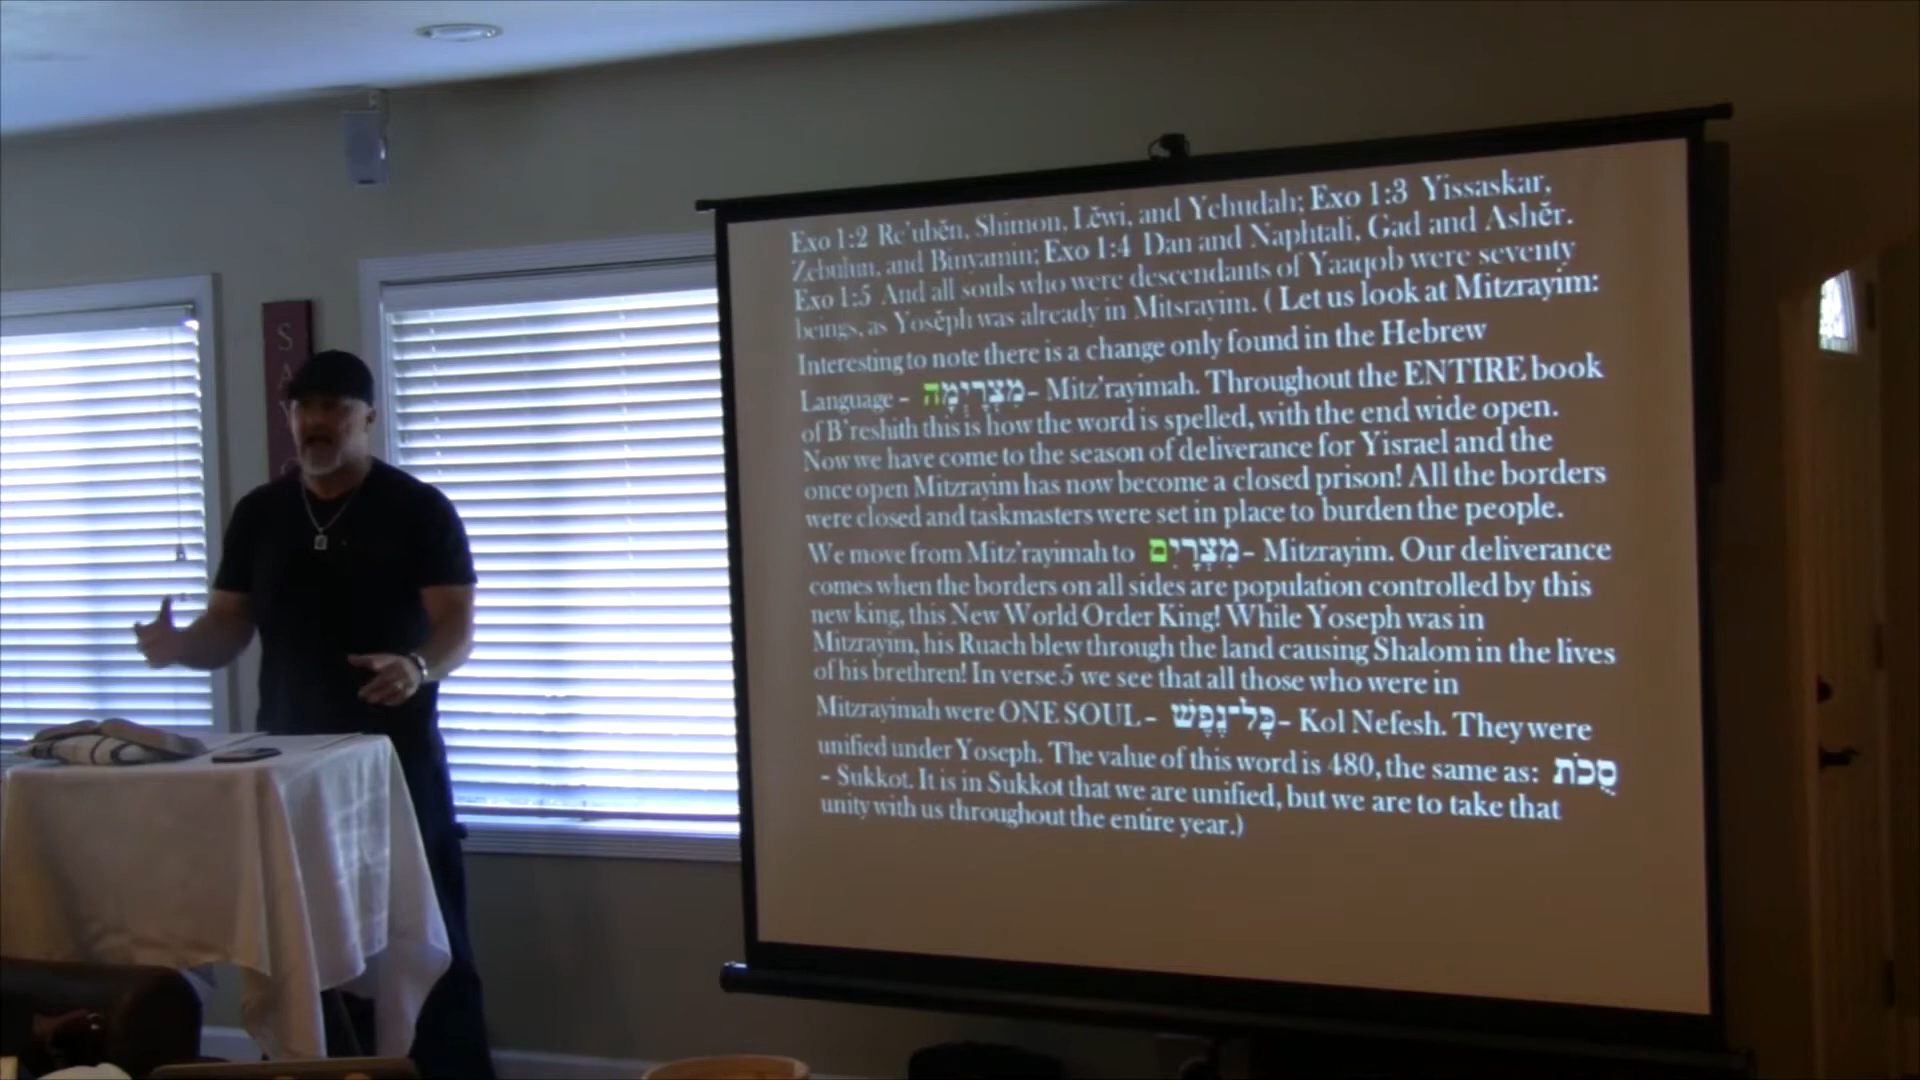 S
A
Exo 1:2 Re'ubĕn, Shimon, Lĕwi, and Yehudah; Exo 1:3 Yissaskar,
Zebulun, and Binyamin; Exo 1:4 Dan and Naphtali, Gad and Ashĕr.
Exo 1:5 And all souls who were descendants of Yaaqob were seventy
beings, as Yosĕph was already in Mitsrayim. ( Let us look at Mitzrayim:
Interesting to note there is a change only found in the Hebrew
Language - מִצְרָיְמָה - Mitz'rayimah. Throughout the ENTIRE book
of B'reshith this is how the word is spelled, with the end wide open.
Now we have come to the season of deliverance for Yisrael and the
once open Mitzrayim has now become a closed prison! All the borders
were closed and taskmasters were set in place to burden the people.
We move from Mitz'rayimah to מִצְרָיִם - Mitzrayim. Our deliverance
comes when the borders on all sides are population controlled by this
new king, this New World Order King! While Yoseph was in
Mitzrayim, his Ruach blew through the land causing Shalom in the lives
of his brethren! In verse 5 we see that all those who were in
Mitzrayimah were ONE SOUL - כָּל־נֶפֶשׁ - Kol Nefesh. They were
unified under Yoseph. The value of this word is 480, the same as: סֻכֹּת
- Sukkot. It is in Sukkot that we are unified, but we are to take that
unity with us throughout the entire year.)